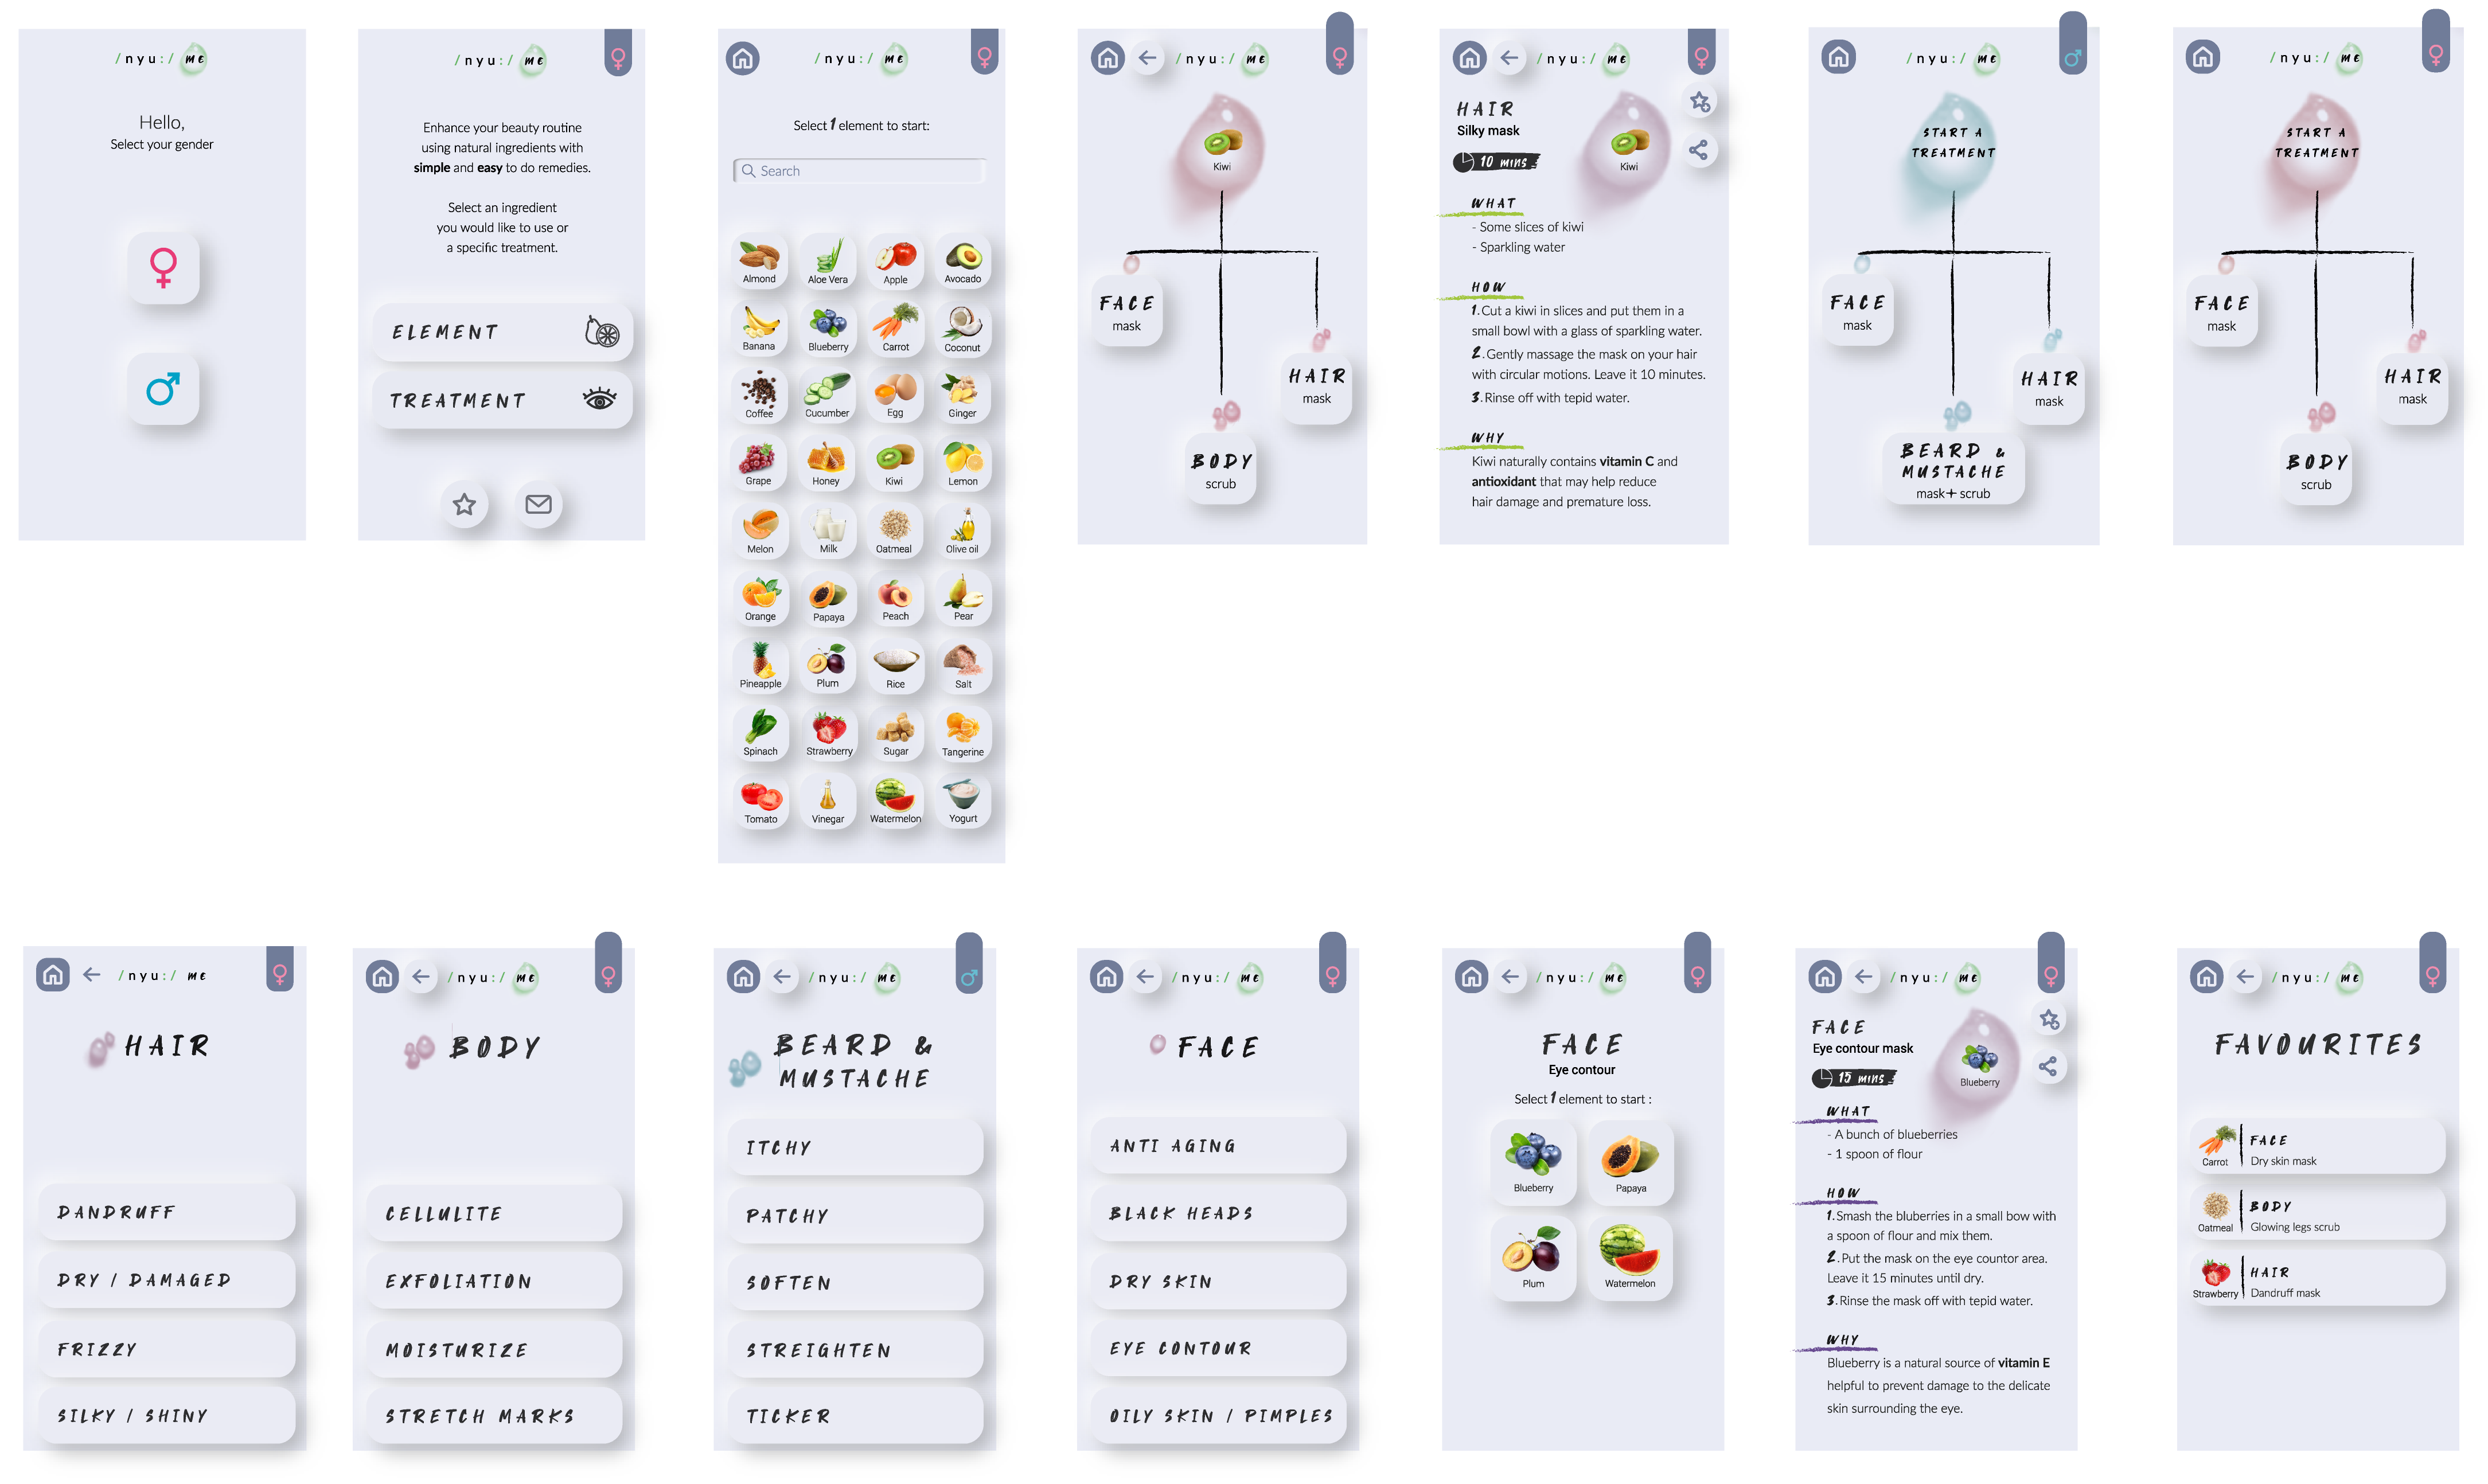 /nyu:/ ME
Hello,
Select your gender
/nyu:/ ME
Enhance your beauty routine
using natural ingredients with
simple and easy to do remedies.
Select an ingredient
you would like to use or
a specific treatment.
ELEMENT
TREATMENT
/nyu:/ ME
Select 1 element to start:
Search
Almond Aloe Vera Apple Avocado
Banana Blueberry Carrot Coconut
Coffee Cucumber Egg Ginger
Grape Honey Kiwi Lemon
Melon Milk Oatmeal Olive oil
Orange Papaya Peach Pear
Pineapple Plum Rice Salt
Spinach Strawberry Sugar Tangerine
Tomato Vinegar Watermelon Yogurt
/nyu:/ ME
Kiwi
FACE
mask
HAIR
mask
BODY
scrub
/nyu:/ ME
HAIR
Silky mask
10 mins
Kiwi
WHAT
- Some slices of kiwi
- Sparkling water
HOW
1. Cut a kiwi in slices and put them in a
small bowl with a glass of sparkling water.
2. Gently massage the mask on your hair
with circular motions. Leave it 10 minutes.
3. Rinse off with tepid water.
WHY
Kiwi naturally contains vitamin C and
antioxidant that may help reduce
hair damage and premature loss.
/nyu:/ ME
START A
TREATMENT
FACE
mask
HAIR
mask
BEARD &
MUSTACHE
mask + scrub
/nyu:/ ME
START A
TREATMENT
FACE
mask
HAIR
mask
BODY
scrub
/nyu:/ ME
HAIR
DANDRUFF
DRY / DAMAGED
FRIZZY
SILKY / SHINY
/nyu:/ ME
BODY
CELLULITE
EXFOLIATION
MOISTURIZE
STRETCH MARKS
/nyu:/ ME
BEARD &
MUSTACHE
ITCHY
PATCHY
SOFTEN
STREIGHTEN
TICKER
/nyu:/ ME
FACE
ANTI AGING
BLACK HEADS
DRY SKIN
EYE CONTOUR
OILY SKIN / PIMPLES
/nyu:/ ME
FACE
Eye contour
Select 1 element to start :
Blueberry Papaya
Plum Watermelon
/nyu:/ ME
FACE
Eye contour mask
15 mins
Blueberry
WHAT
- A bunch of blueberries
- 1 spoon of flour
HOW
1. Smash the bluberries in a small bow with
a spoon of flour and mix them.
2. Put the mask on the eye countor area.
Leave it 15 minutes until dry.
3. Rinse the mask off with tepid water.
WHY
Blueberry is a natural source of vitamin E
helpful to prevent damage to the delicate
skin surrounding the eye.
/nyu:/ ME
FAVOURITES
Carrot
FACE
Dry skin mask
Oatmeal
BODY
Glowing legs scrub
Strawberry
HAIR
Dandruff mask